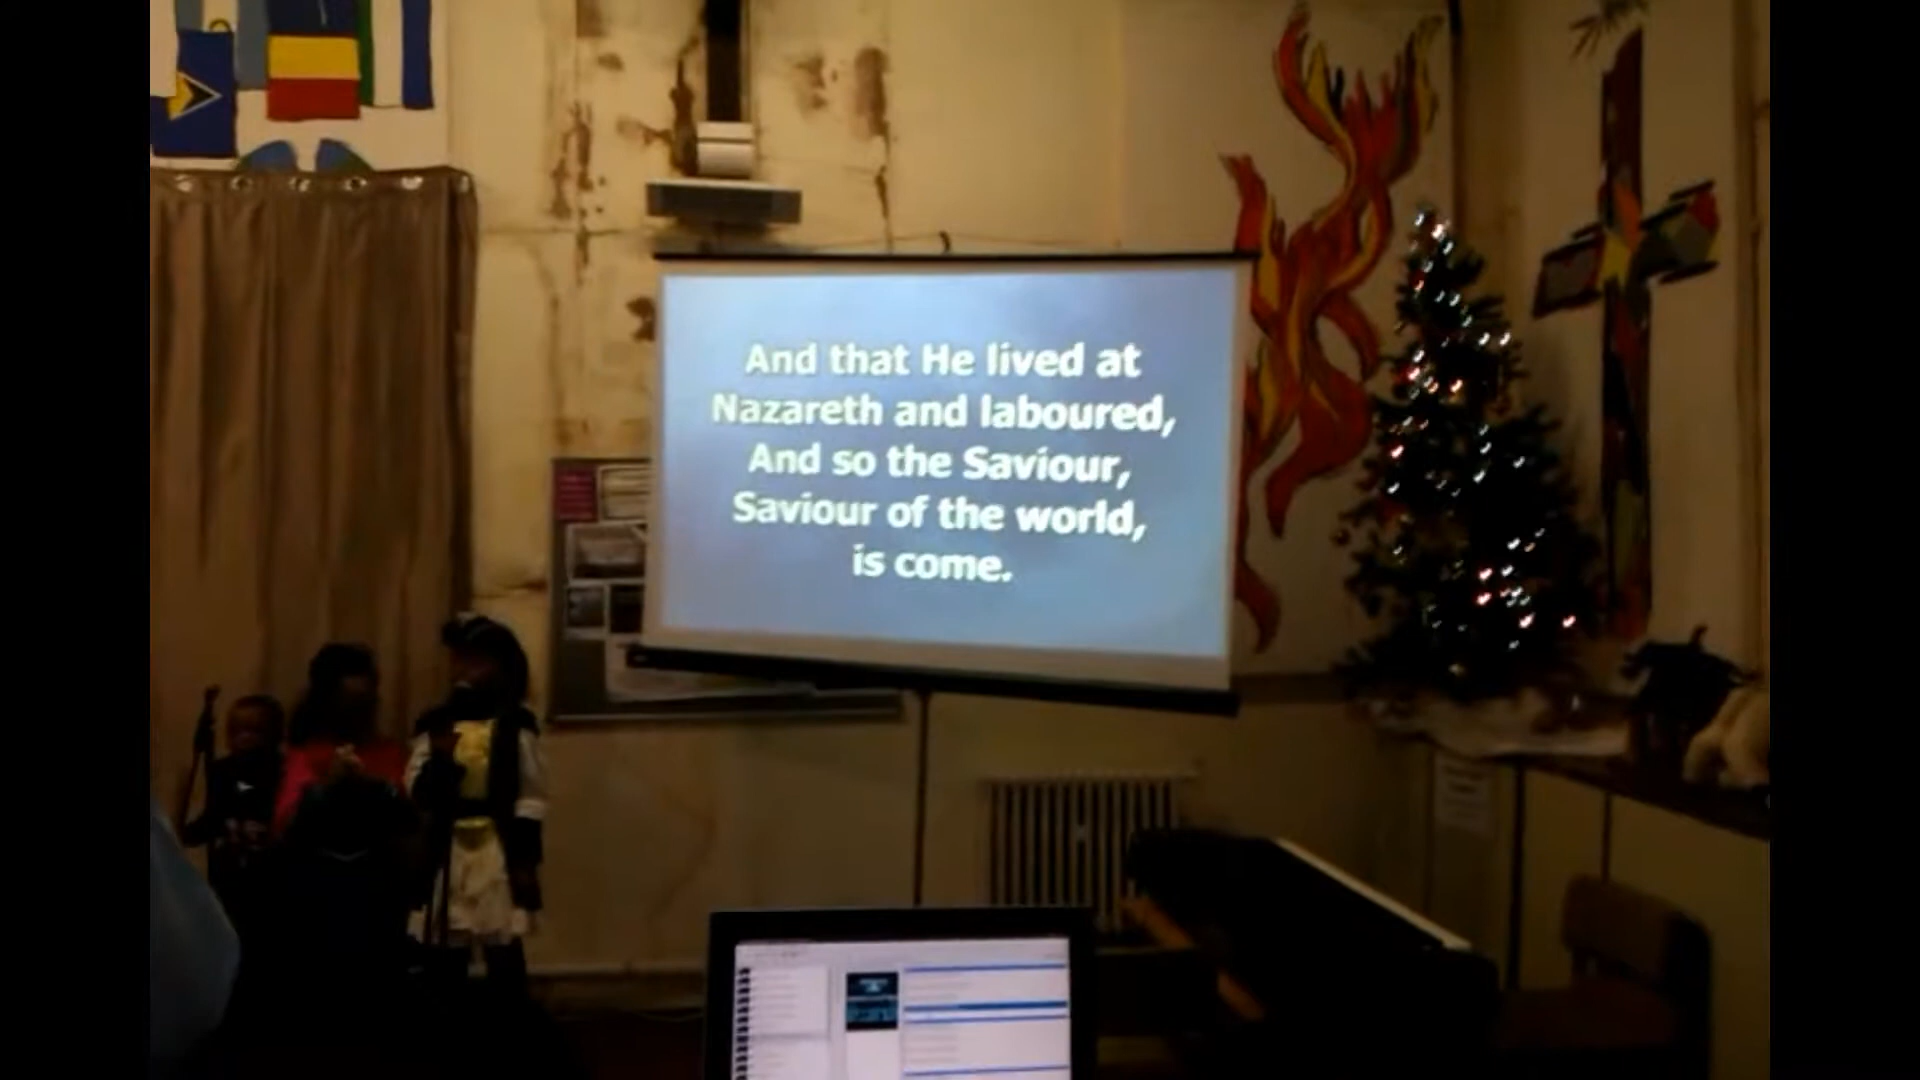 And that He lived at
Nazareth and laboured,
And so the Saviour,
Saviour of the world,
is come.